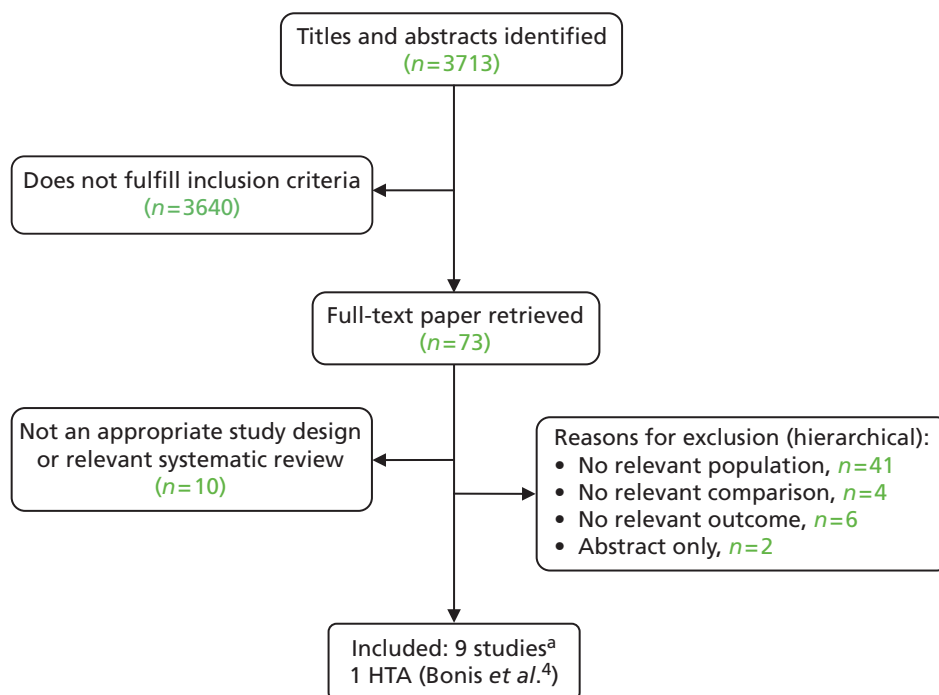 Titles and abstracts identified
(n=3713)
Does not fulfill inclusion criteria
(n=3640)
Full-text paper retrieved
(n=73)
Not an appropriate study design
or relevant systematic review
(n=10)
Reasons for exclusion (hierarchical):
• No relevant population, n=41
• No relevant comparison, n=4
• No relevant outcome, n=6
• Abstract only, n=2
Included: 9 studiesᵃ
1 HTA (Bonis et al.⁴)